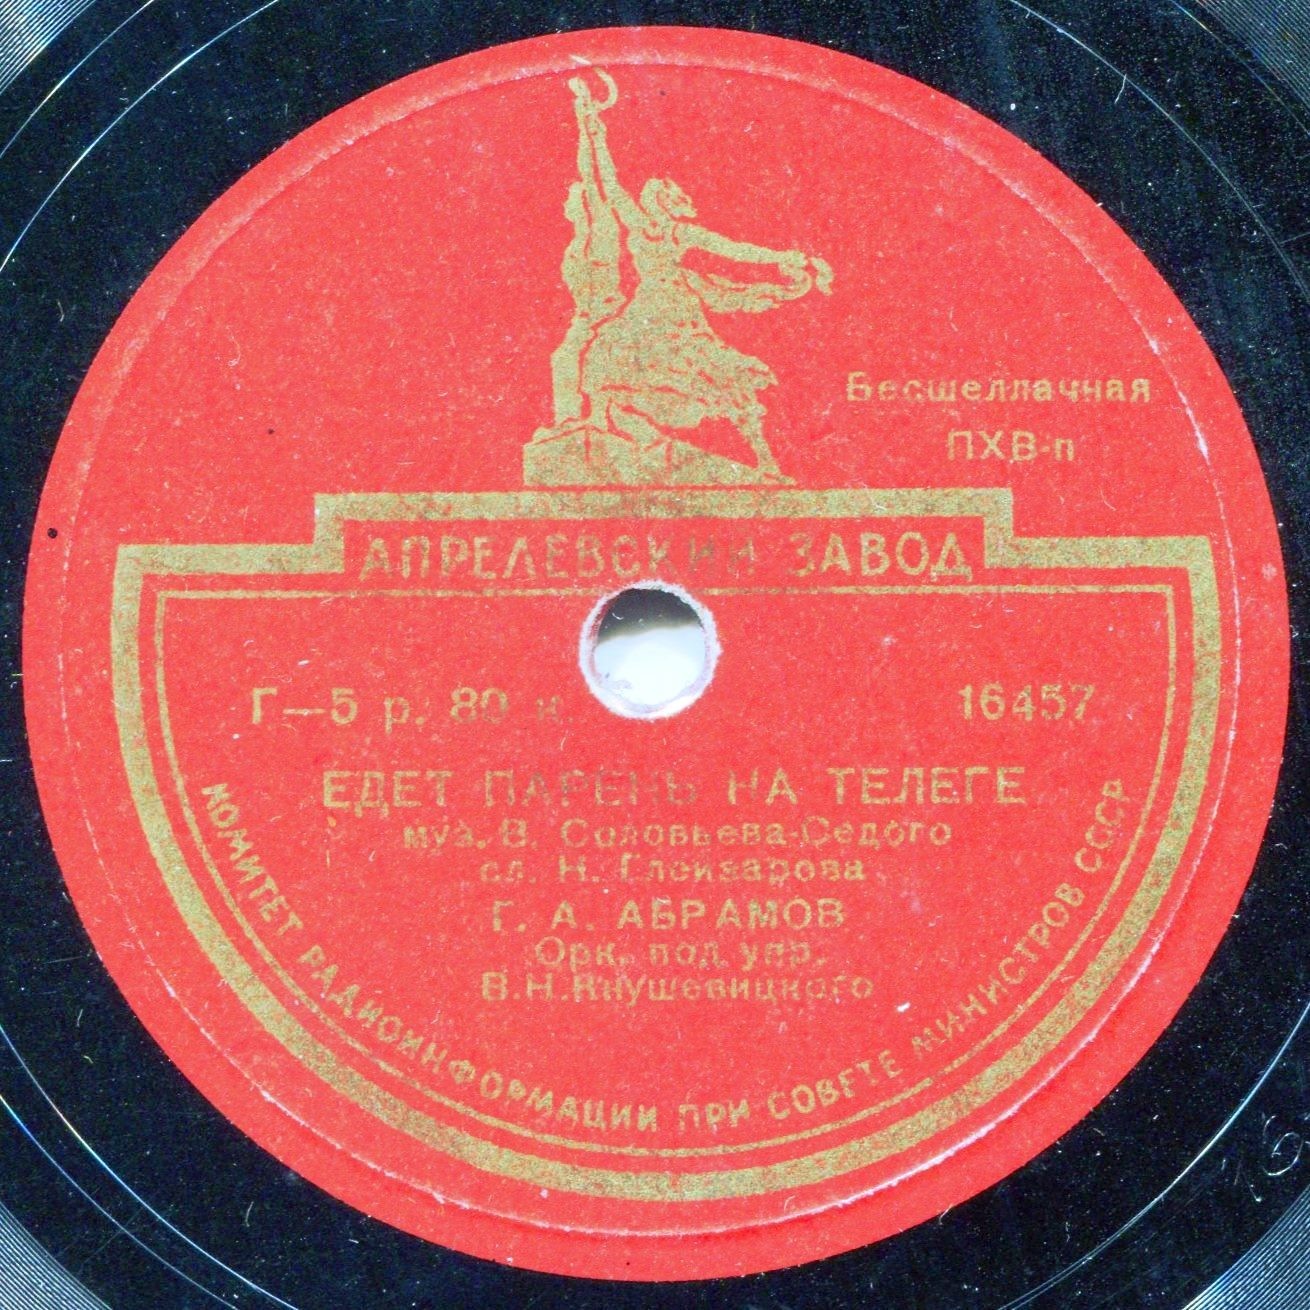 Бесшеллачная
ПХВ-п
АПРЕЛЕВСКИЙ ЗАВОД
Г—5 р. 80 к.
16457
ЕДЕТ ПАРЕНЬ НА ТЕЛЕГЕ
муз. В. Соловьева-Седого
сл. Н. Глейзарова
Г. А. АБРАМОВ
Орк. под упр.
В.Н.Кнушевицкого
КОМИТЕТ РАДИОИНФОРМАЦИИ ПРИ СОВЕТЕ МИНИСТРОВ СССР